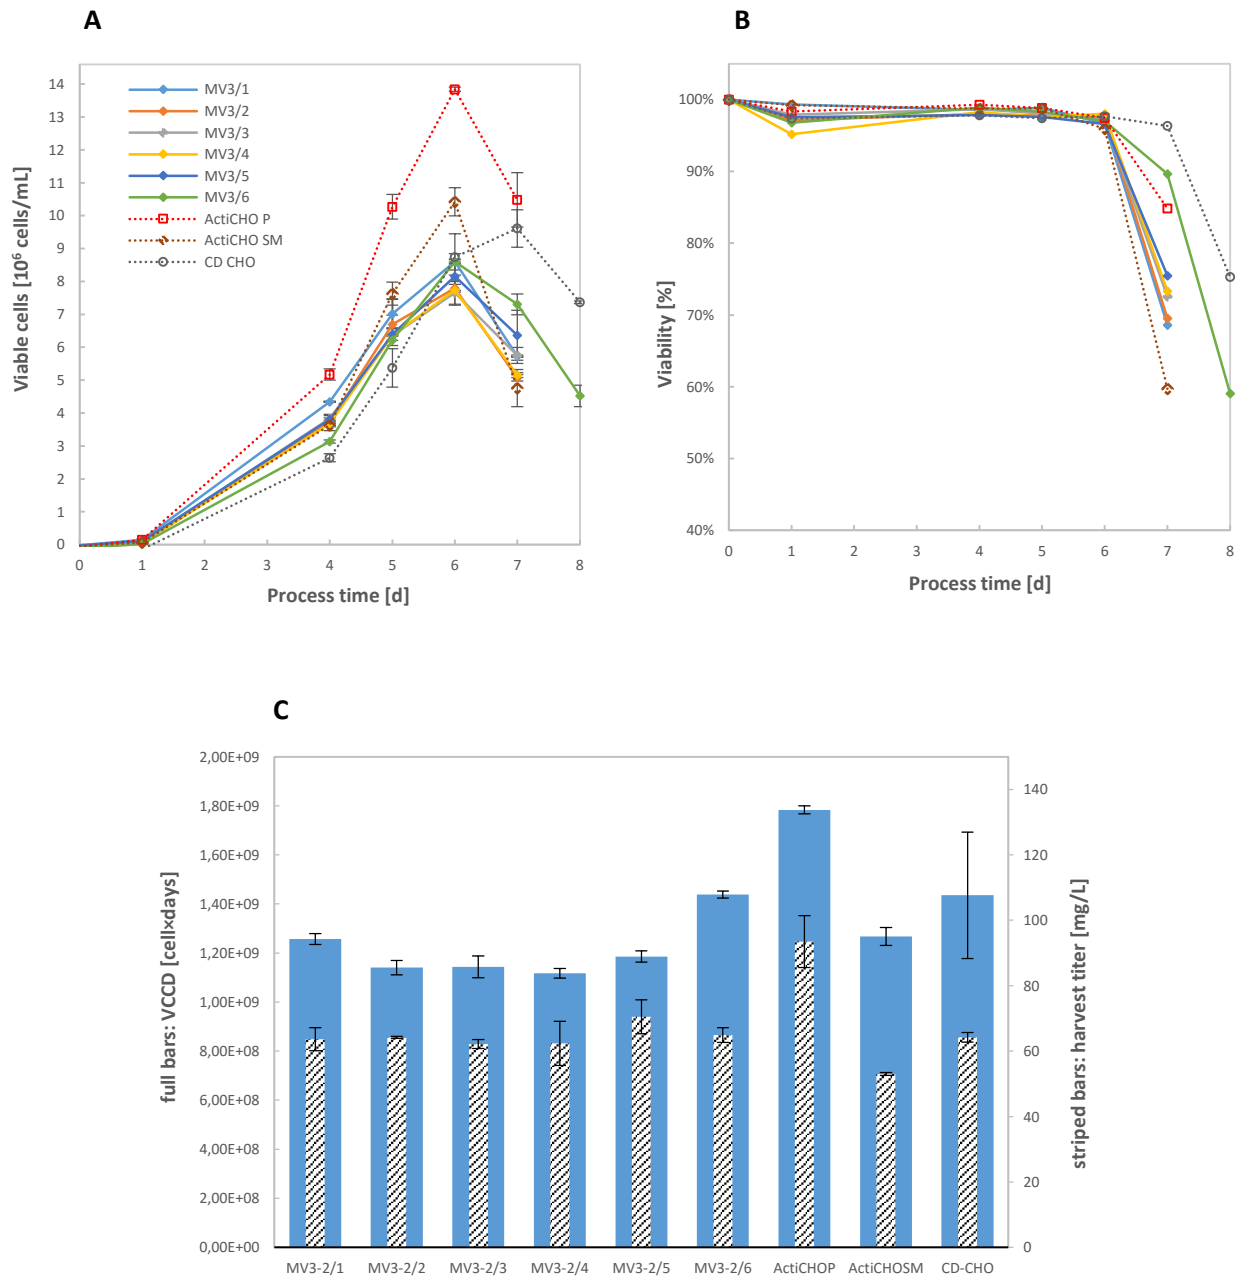 A
B
14
13
12
11
10
9
8
7
6
5
4
3
2
1
0
Viable cells [10⁶ cells/mL]
MV3/1
MV3/2
MV3/3
MV3/4
MV3/5
MV3/6
ActiCHO P
ActiCHO SM
CD CHO
0 1 2 3 4 5 6 7 8
Process time [d]
100%
90%
80%
70%
60%
50%
40%
Viability [%]
0 1 2 3 4 5 6 7 8
Process time [d]
C
2,00E+09
1,80E+09
1,60E+09
1,40E+09
1,20E+09
1,00E+09
8,00E+08
6,00E+08
4,00E+08
2,00E+08
0,00E+00
full bars: VCCD [cell×days]
140
120
100
80
60
40
20
0
striped bars: harvest titer [mg/L]
MV3-2/1 MV3-2/2 MV3-2/3 MV3-2/4 MV3-2/5 MV3-2/6 ActiCHOP ActiCHOSM CD-CHO